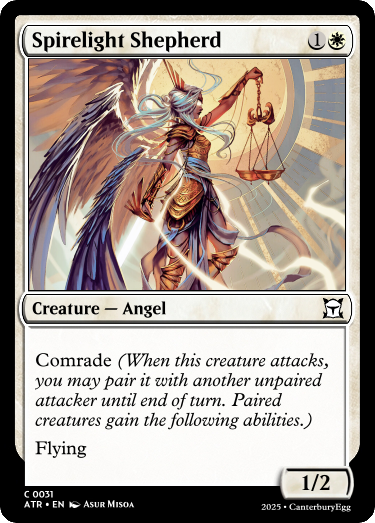 Spirelight Shepherd 1
Creature — Angel
Comrade (When this creature attacks,
you may pair it with another unpaired
attacker until end of turn. Paired
creatures gain the following abilities.)
Flying
1/2
C 0031
ATR • EN Asur Misoa
2025 • CanterburyEgg